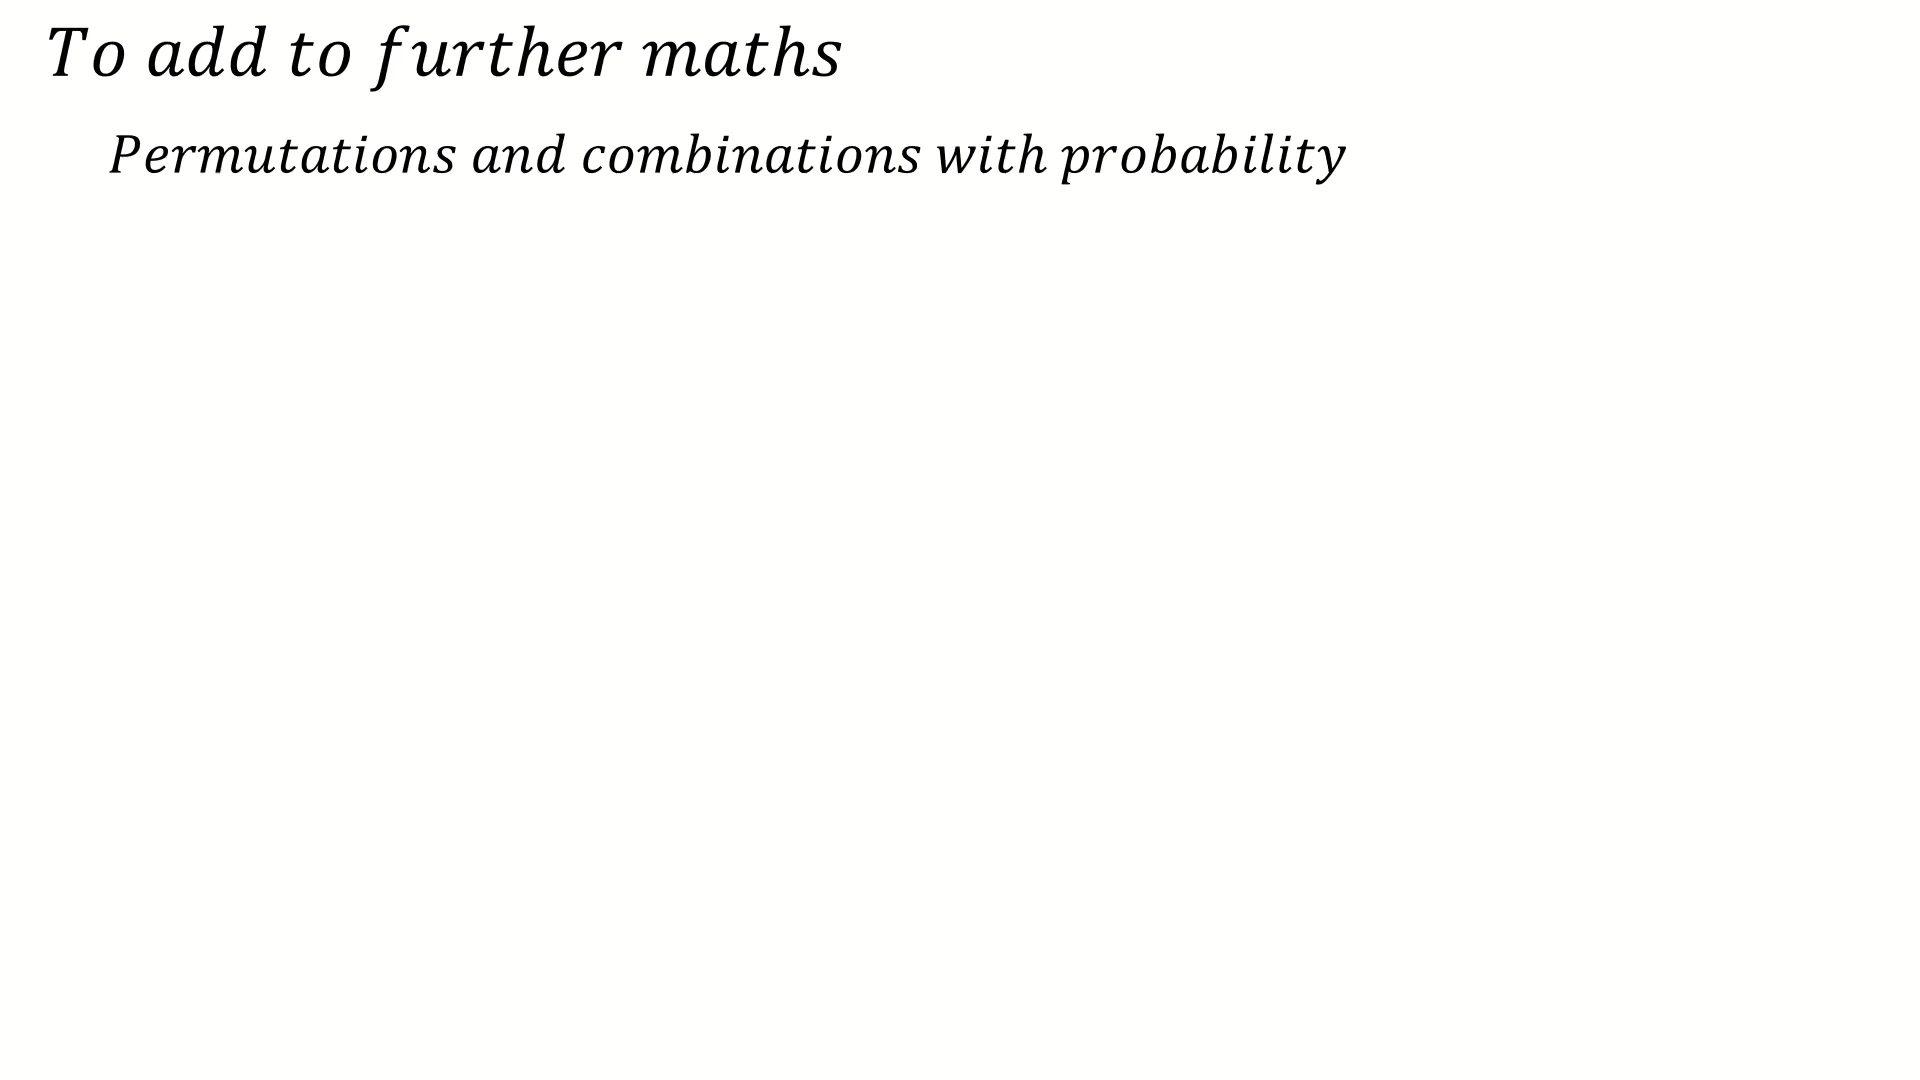 To add to further maths
Permutations and combinations with probability